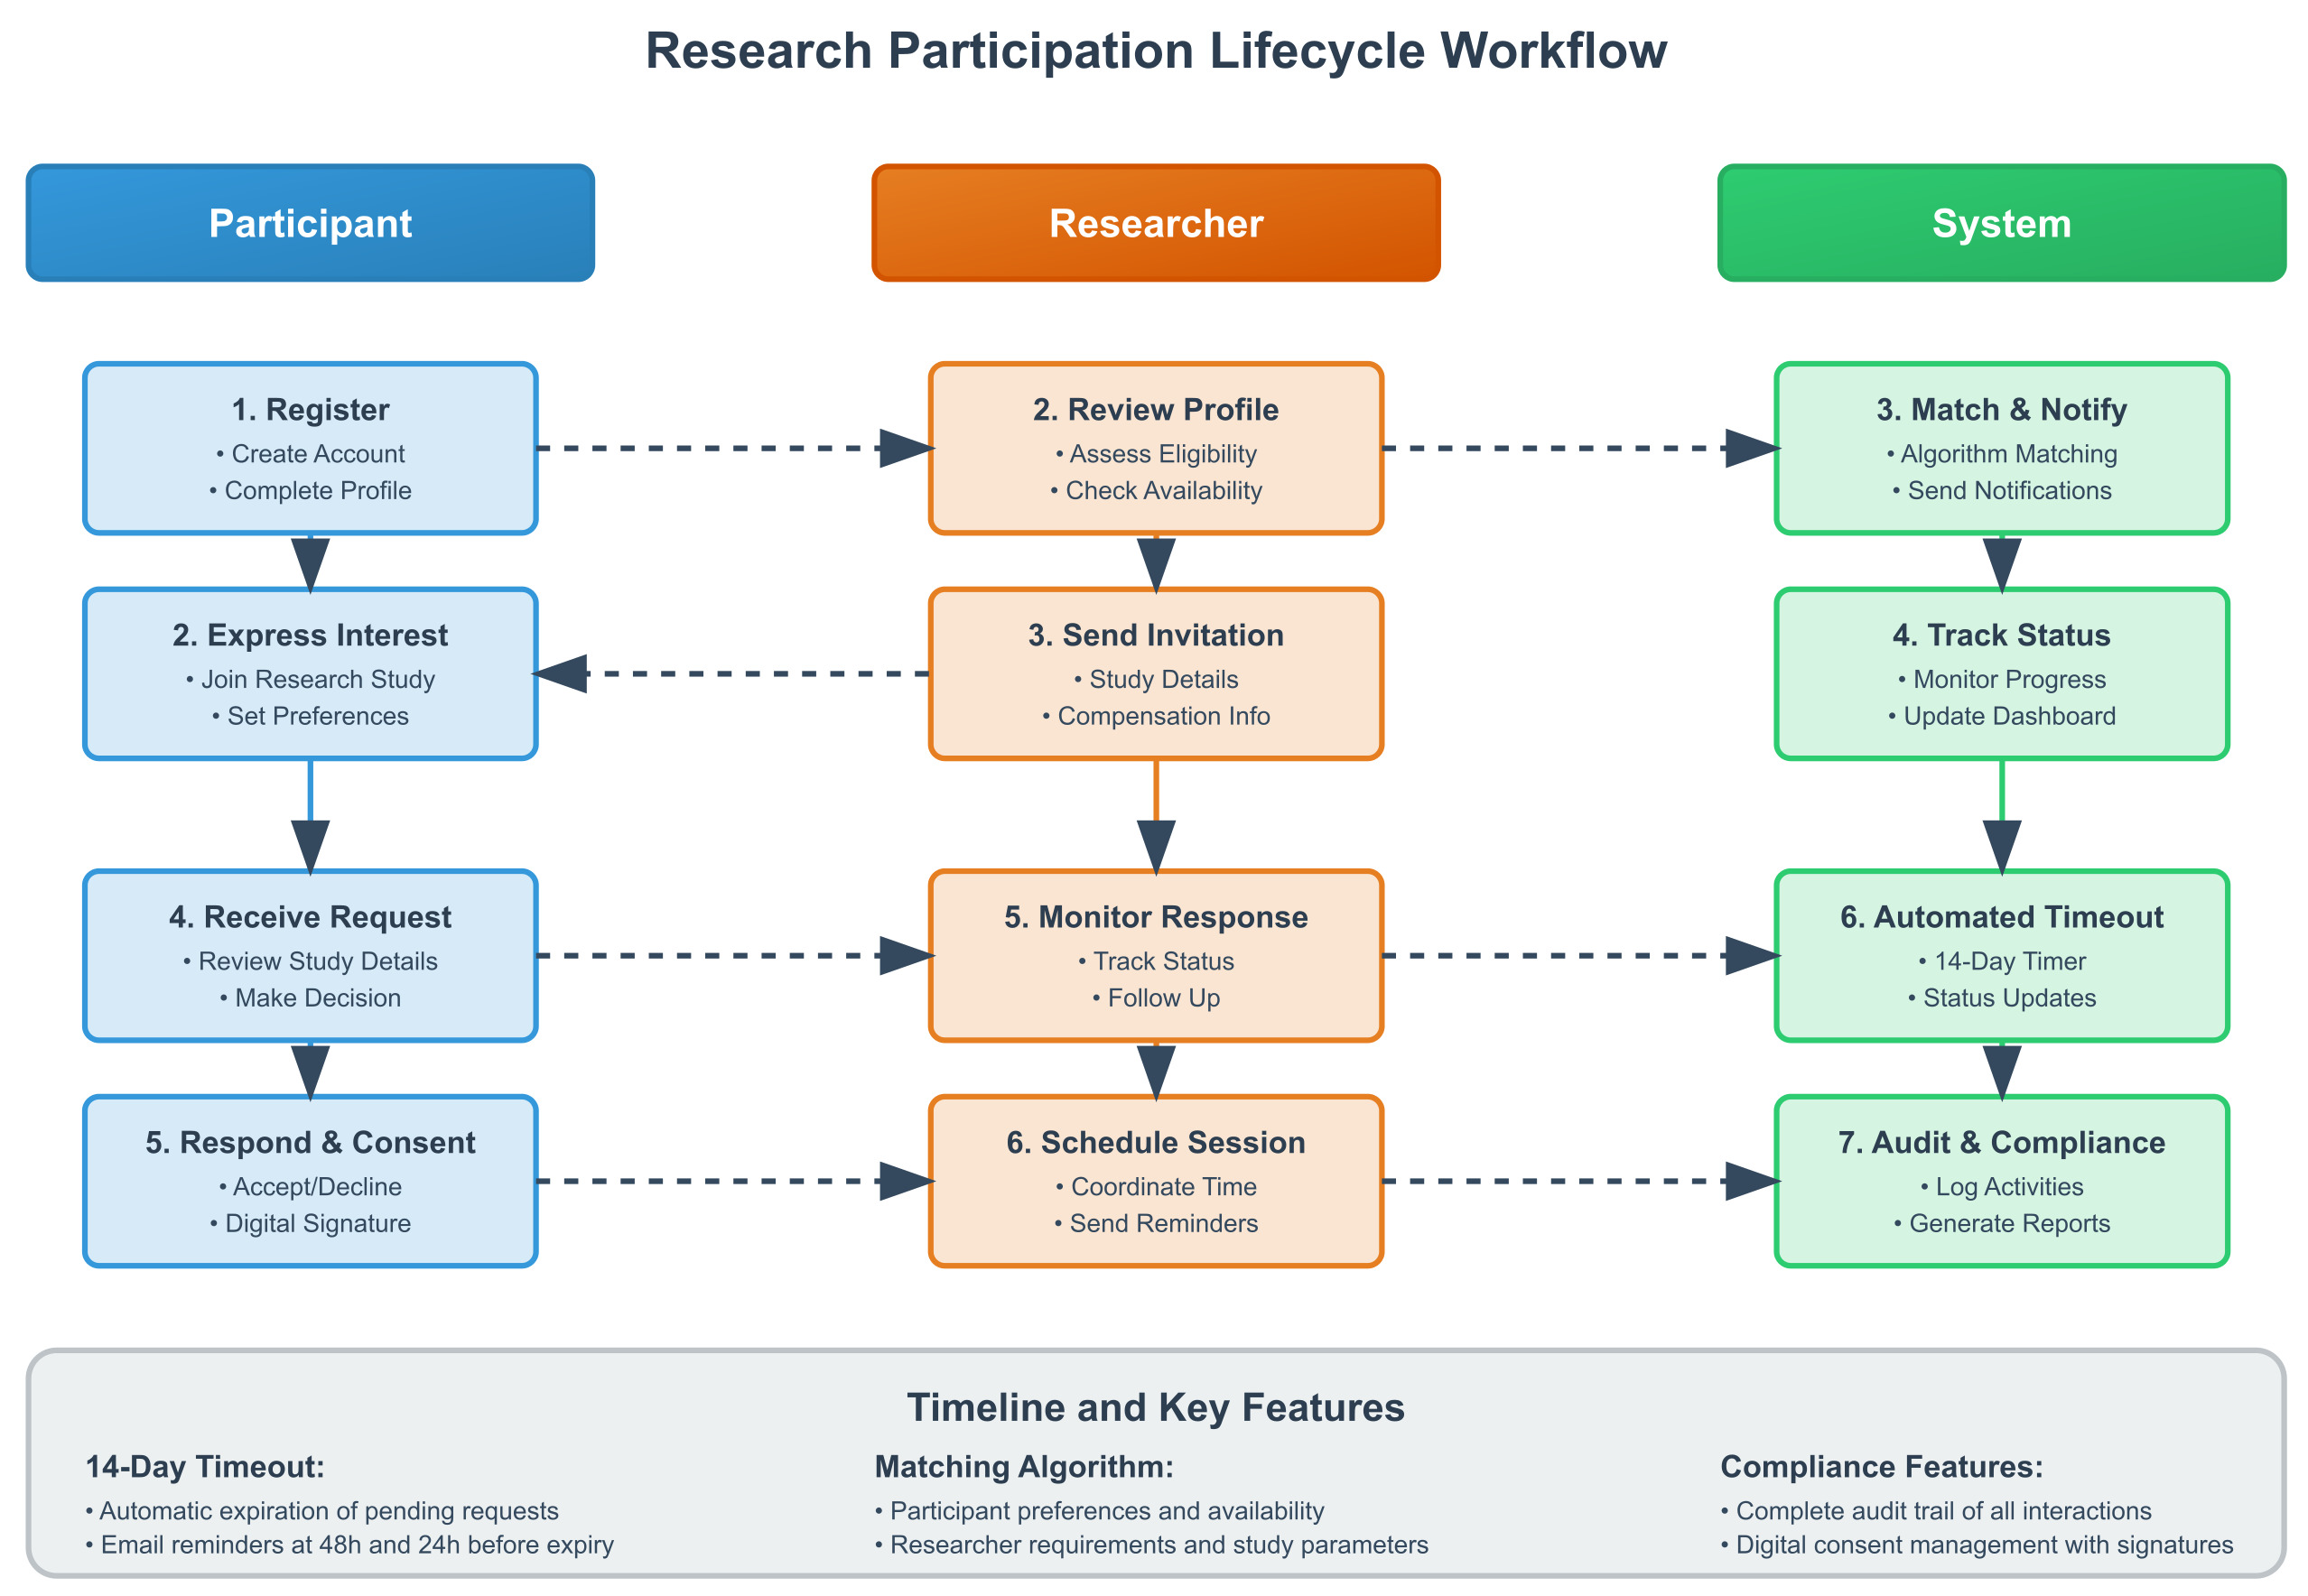 Research Participation Lifecycle Workflow
Participant
Researcher
System
1. Register
• Create Account
• Complete Profile
2. Review Profile
• Assess Eligibility
• Check Availability
3. Match & Notify
• Algorithm Matching
• Send Notifications
2. Express Interest
• Join Research Study
• Set Preferences
3. Send Invitation
• Study Details
• Compensation Info
4. Track Status
• Monitor Progress
• Update Dashboard
4. Receive Request
• Review Study Details
• Make Decision
5. Monitor Response
• Track Status
• Follow Up
6. Automated Timeout
• 14-Day Timer
• Status Updates
5. Respond & Consent
• Accept/Decline
• Digital Signature
6. Schedule Session
• Coordinate Time
• Send Reminders
7. Audit & Compliance
• Log Activities
• Generate Reports
Timeline and Key Features
14-Day Timeout:
• Automatic expiration of pending requests
• Email reminders at 48h and 24h before expiry
Matching Algorithm:
• Participant preferences and availability
• Researcher requirements and study parameters
Compliance Features:
• Complete audit trail of all interactions
• Digital consent management with signatures